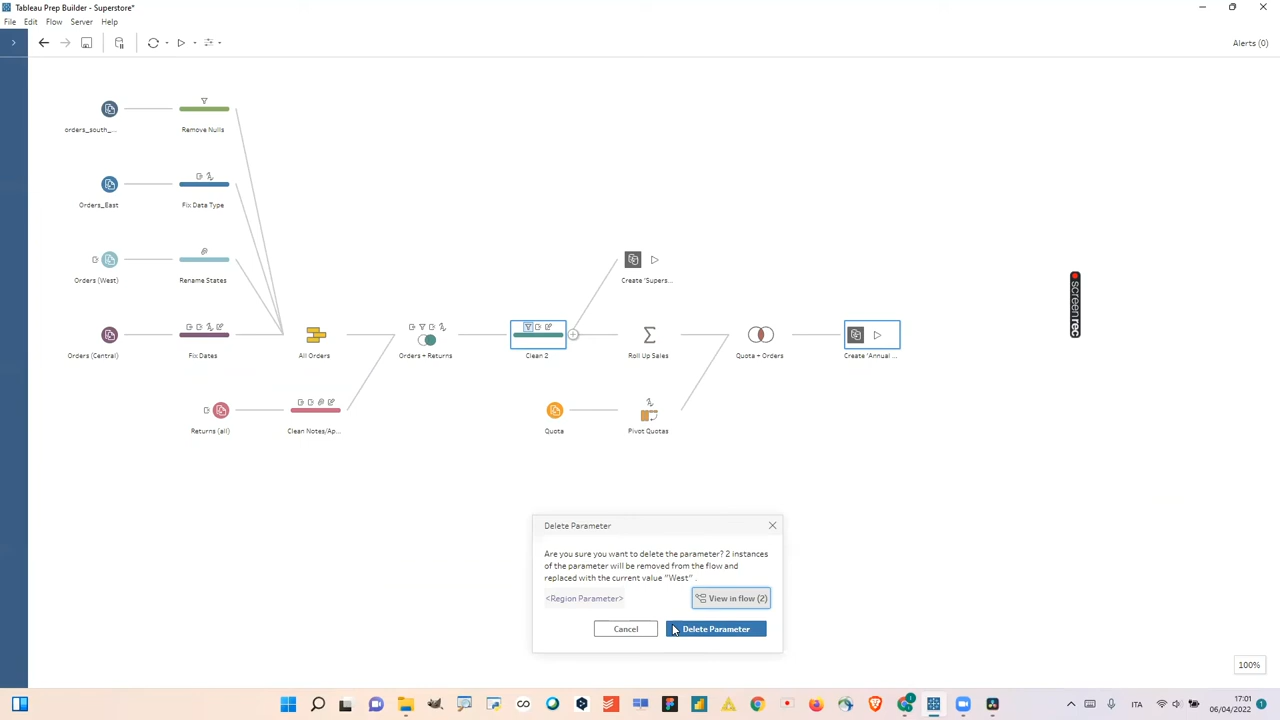 Tableau Prep Builder - Superstore*
File Edit Flow Server Help
Alerts (0)
orders_south_...
Remove Nulls
Orders_East
Fix Data Type
Orders (West)
Rename States
Create 'Supers...
Orders (Central)
Fix Dates
All Orders
Orders + Returns
Clean 2
Roll Up Sales
Quota + Orders
Create 'Annual ...
Returns (all)
Clean Notes/Ap...
Quota
Pivot Quotas
screenrec
Delete Parameter
Are you sure you want to delete the parameter? 2 instances
of the parameter will be removed from the flow and
replaced with the current value "West" .
<Region Parameter>
View in flow (2)
Cancel
Delete Parameter
100%
17:01
06/04/2022